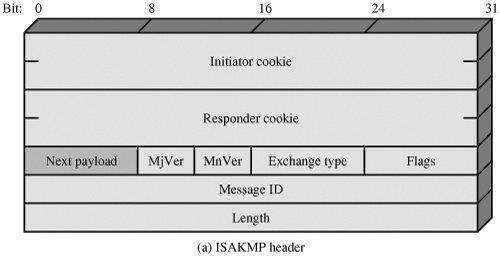 Bit: 0 8 16 24 31
Initiator cookie
Responder cookie
Next payload MjVer MnVer Exchange type Flags
Message ID
Length
(a) ISAKMP header